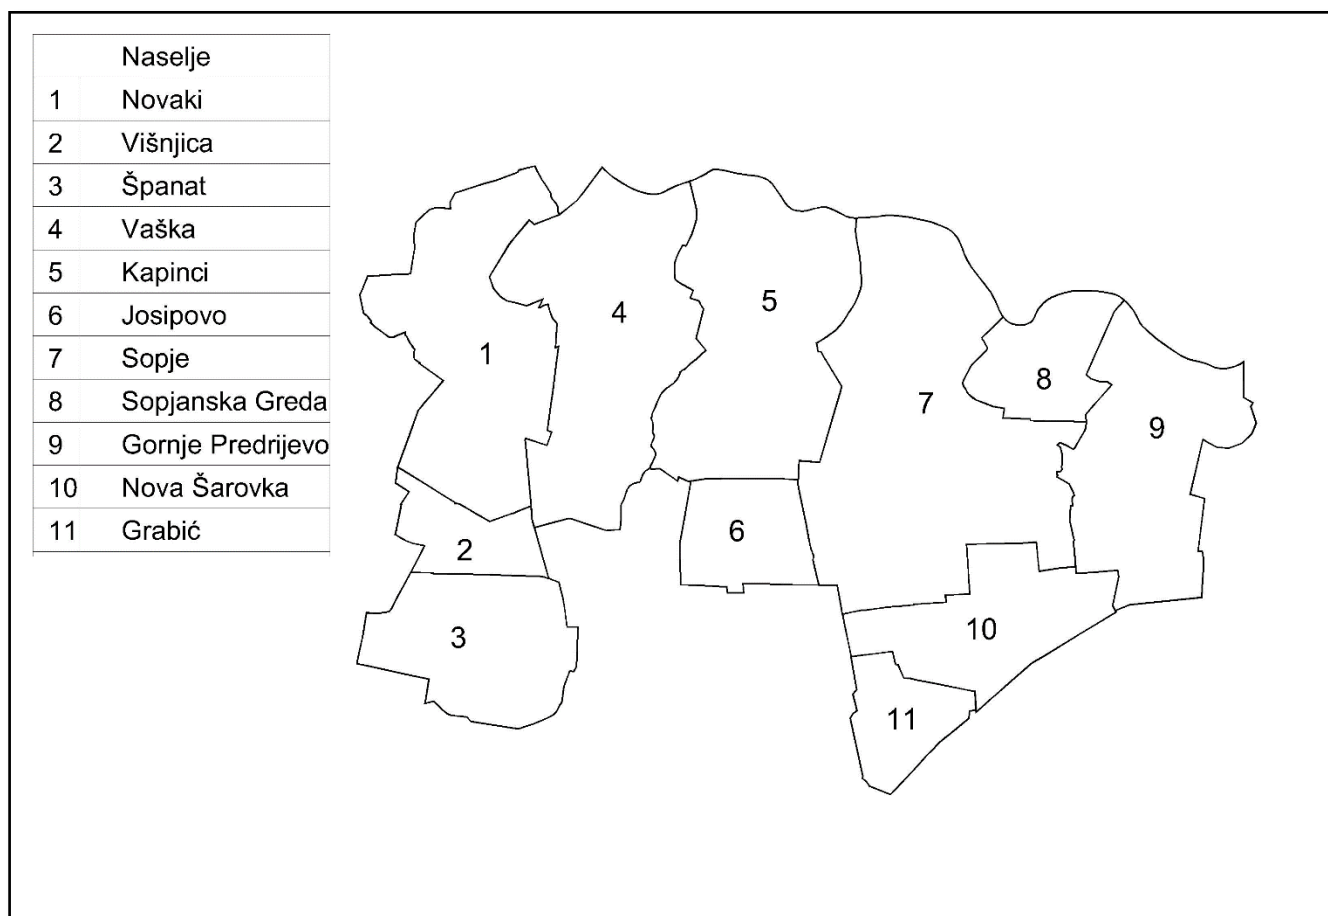 Naselje
1 Novaki
2 Višnjica
3 Španat
4 Vaška
5 Kapinci
6 Josipovo
7 Sopje
8 Sopjanska Greda
9 Gornje Predrijevo
10 Nova Šarovka
11 Grabić
1
2
3
4
5
6
7
8
9
10
11